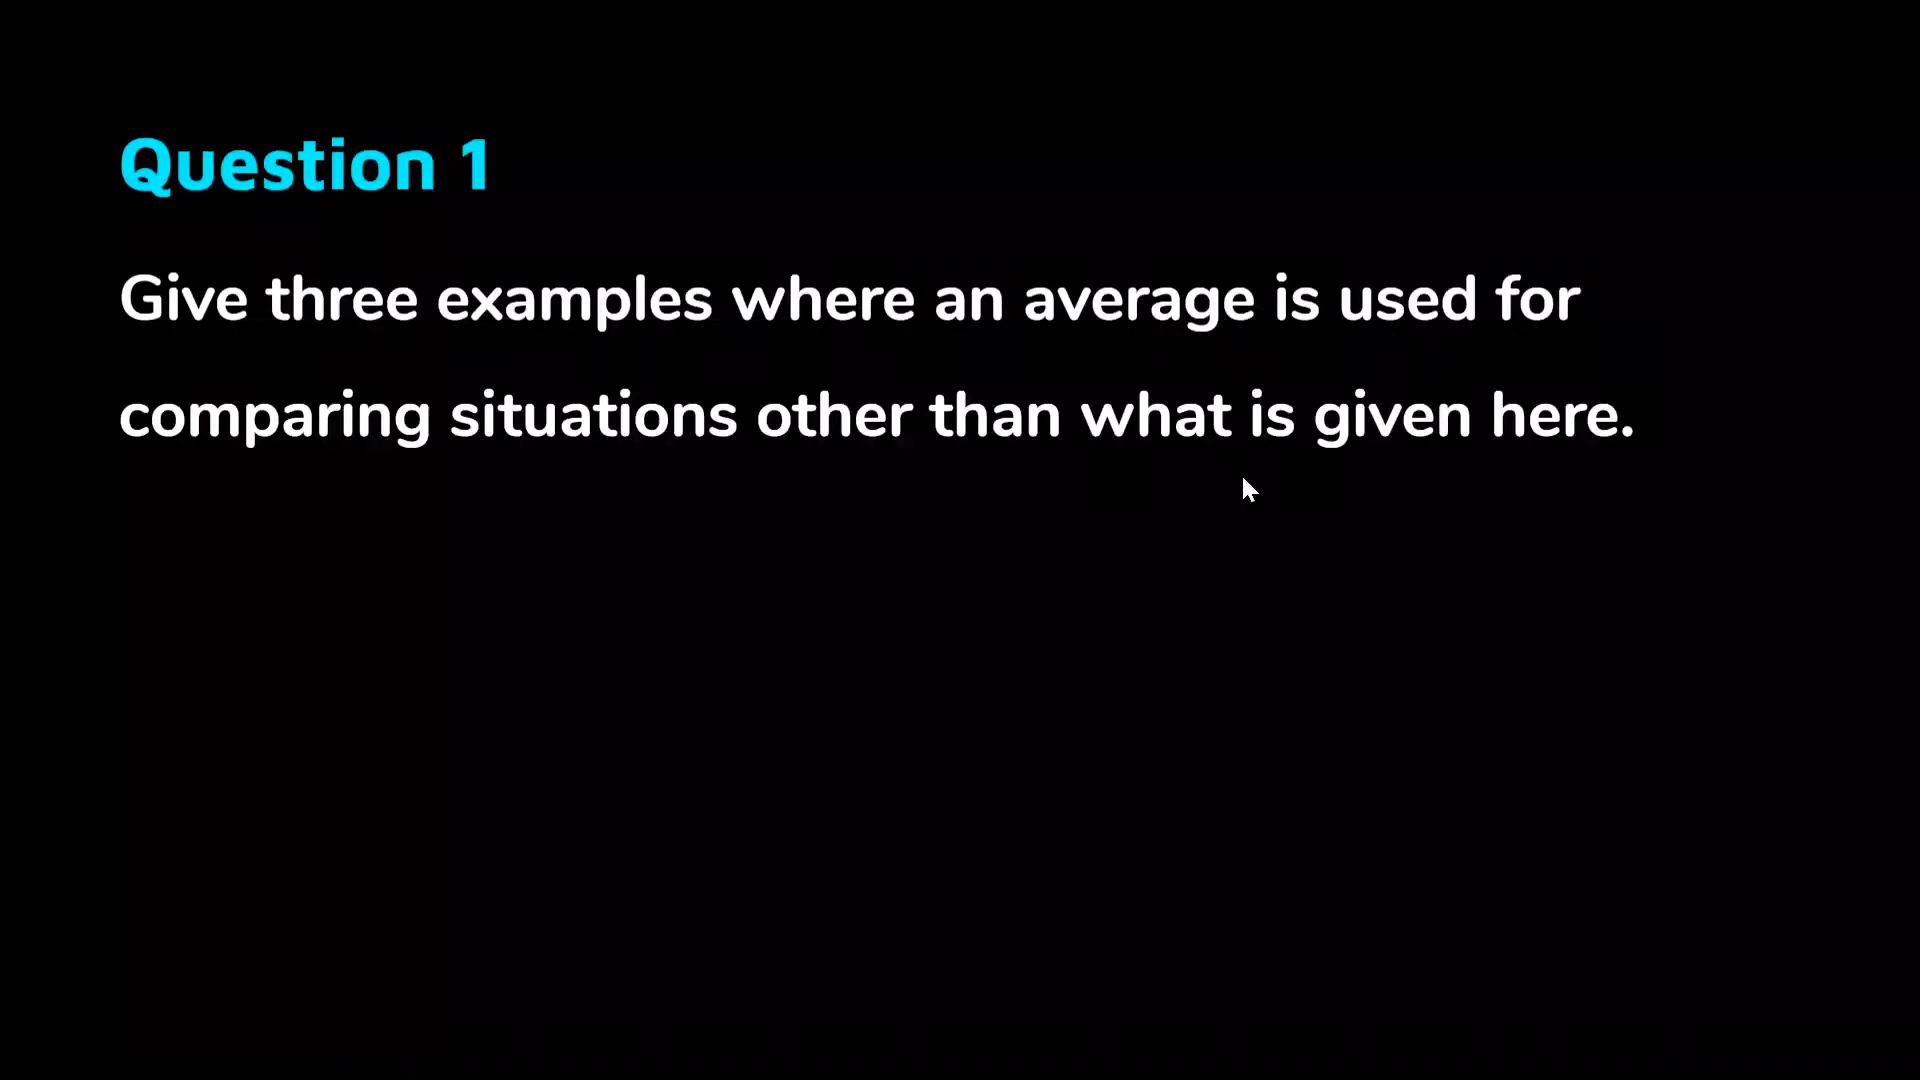 Question 1
Give three examples where an average is used for
comparing situations other than what is given here.